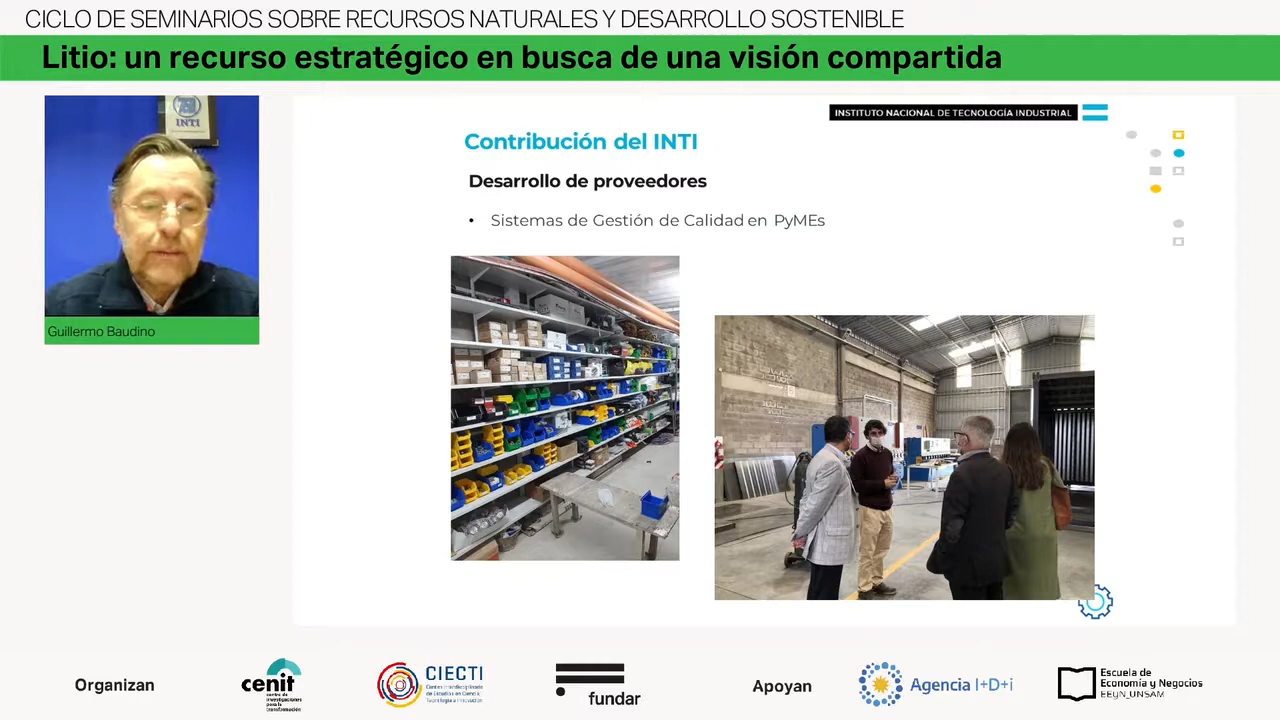 CICLO DE SEMINARIOS SOBRE RECURSOS NATURALES Y DESARROLLO SOSTENIBLE
Litio: un recurso estratégico en busca de una visión compartida
INTI
Guillermo Baudino
INSTITUTO NACIONAL DE TECNOLOGÍA INDUSTRIAL
Contribución del INTI
Desarrollo de proveedores
• Sistemas de Gestión de Calidad en PyMEs
Organizan
cenit
centro de
investigaciones
para la
transformación
CIECTI
Centro Interdisciplinario
de Estudios en Ciencia,
Tecnología e Innovación
fundar
Apoyan
Agencia I+D+i
Escuela de
Economía y Negocios
EEyN_UNSAM